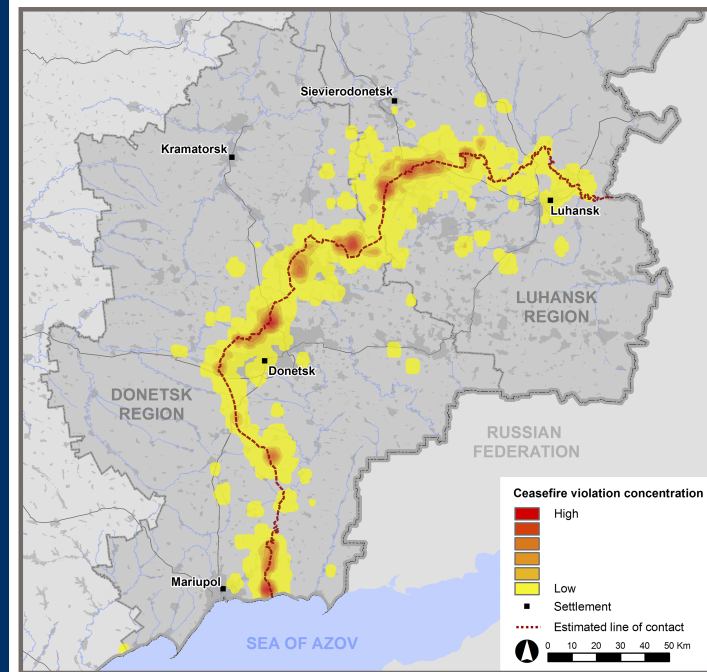 Sievierodonetsk
Kramatorsk
Luhansk
LUHANSK
REGION
Donetsk
DONETSK
REGION
RUSSIAN
FEDERATION
Mariupol
SEA OF AZOV
Ceasefire violation concentration
High
Low
Settlement
Estimated line of contact
0 10 20 30 40 50 Km